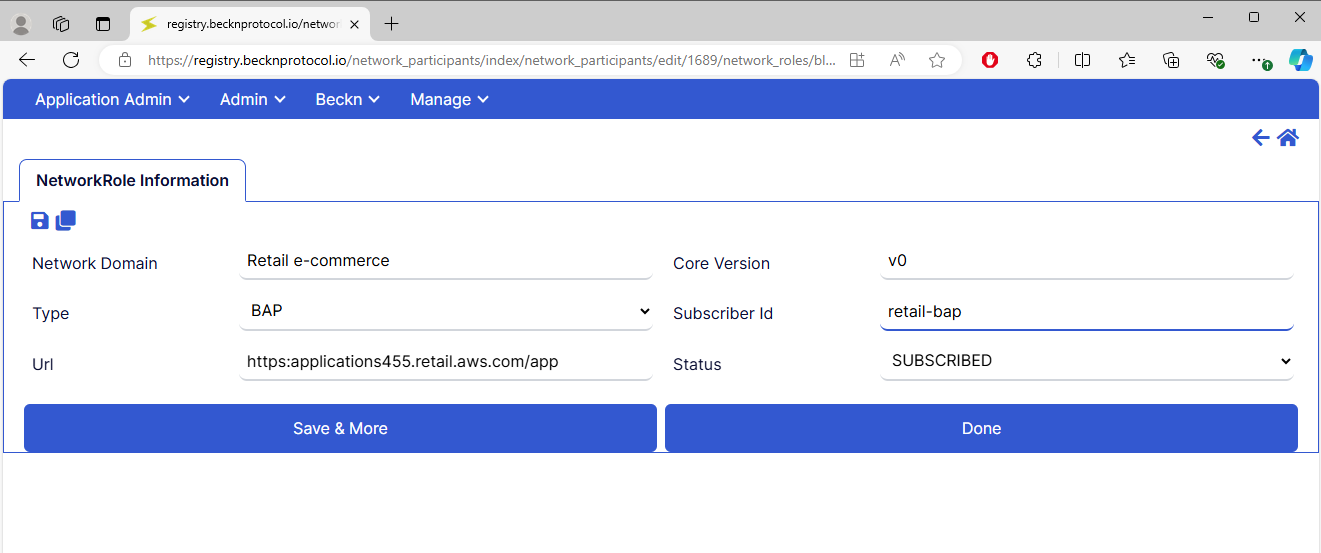 registry.becknprotocol.io/networ
https://registry.becknprotocol.io/network_participants/index/network_participants/edit/1689/network_roles/bl...
Application Admin Admin Beckn Manage
NetworkRole Information
Network Domain Retail e-commerce Core Version v0
Type BAP Subscriber Id retail-bap
Url https:applications455.retail.aws.com/app Status SUBSCRIBED
Save & More Done